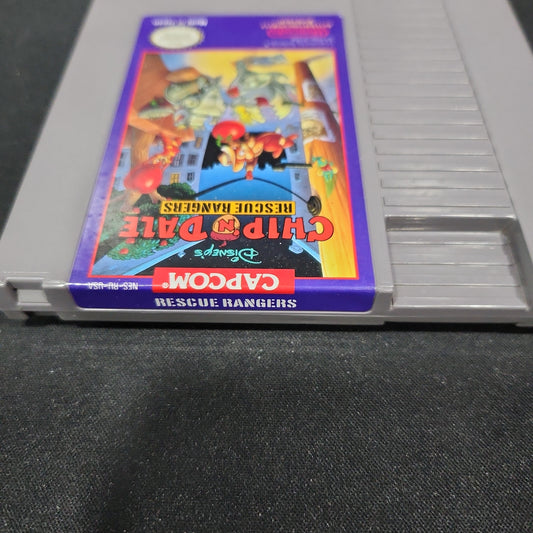 RESCUE RANGERS
NES-RU-USA
CAPCOM
DISNEY'S
CHIP 'N DALE
RESCUE RANGERS